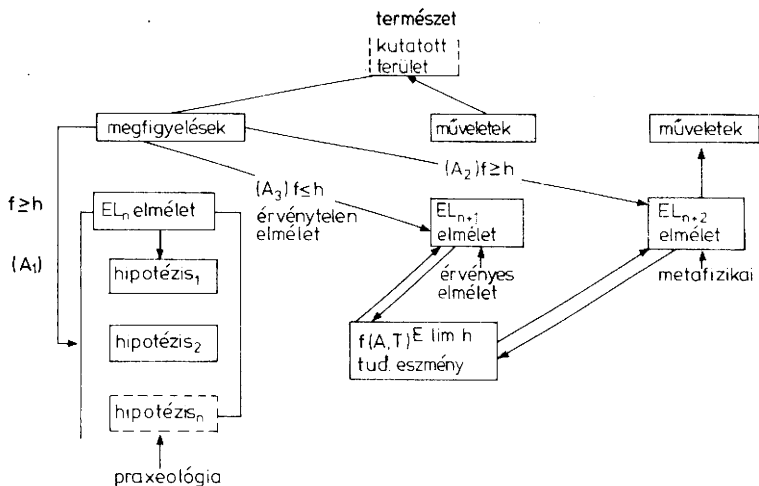 természet
kutatott
terület
megfigyelések
műveletek
műveletek
(A₂) f ≥ h
(A₃) f ≤ h
érvénytelen
elmélet
f ≥ h
(A₁)
ELₙ elmélet
hipotézis₁
hipotézis₂
hipotézisₙ
praxeológia
ELₙ₊₁
elmélet
érvényes
elmélet
ELₙ₊₂
elmélet
metafizikai
f(A,T)ᴱ lim h
tud. eszmény